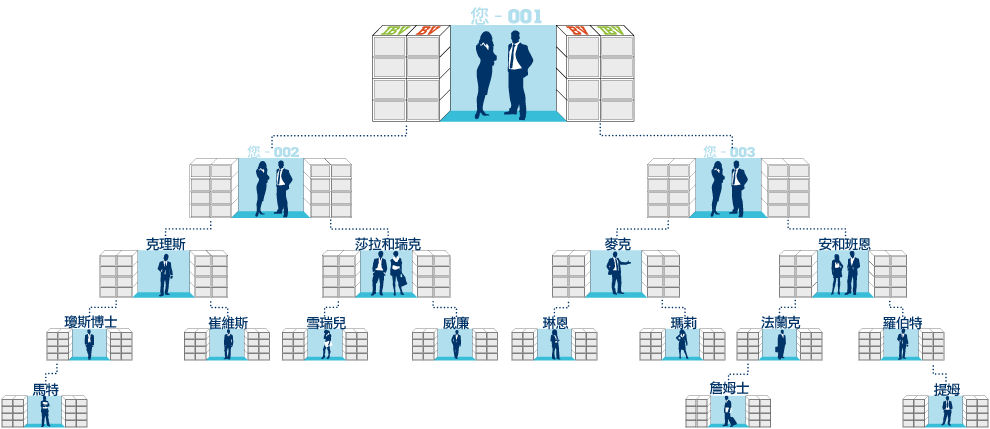 您 - 001
IBV BV BV IBV
您 - 002
您 - 003
克理斯
莎拉和瑞克
麥克
安和班恩
瓊斯博士
崔維斯
雪瑞兒
威廉
琳恩
瑪莉
法蘭克
羅伯特
馬特
詹姆士
提姆